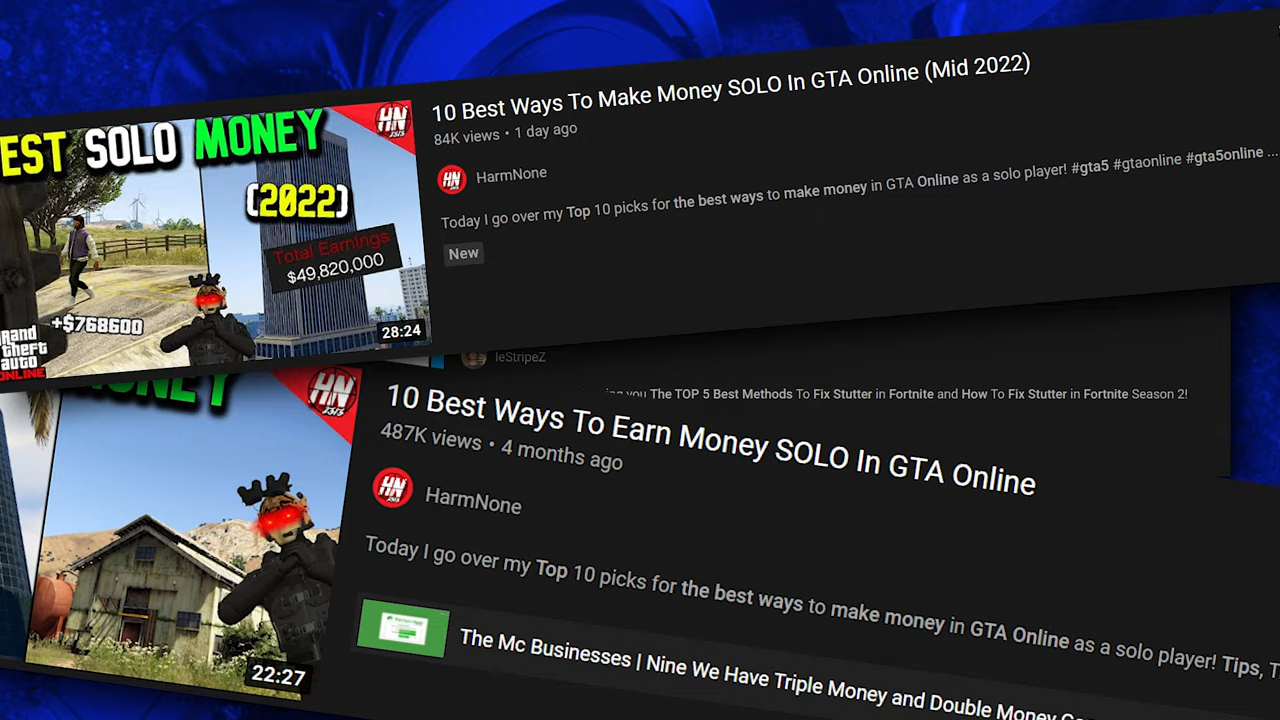 10 Best Ways To Make Money SOLO In GTA Online (Mid 2022)
84K views • 1 day ago
HN
HarmNone
Today I go over my Top 10 picks for the best ways to make money in GTA Online as a solo player! #gta5 #gtaonline #gta5online ...
New
EST SOLO MONEY
(2022)
HN
Total Earnings
$49,820,000
+$768600
Grand
theft
auto
ONLINE
28:24
leStripeZ
you The TOP 5 Best Methods To Fix Stutter in Fortnite and How To Fix Stutter in Fortnite Season 2!
MONEY
HN
10 Best Ways To Earn Money SOLO In GTA Online
487K views • 4 months ago
HN
HarmNone
Today I go over my Top 10 picks for the best ways to make money in GTA Online as a solo player! Tips,
22:27
The Mc Businesses | Nine We Have Triple Money and Double Money